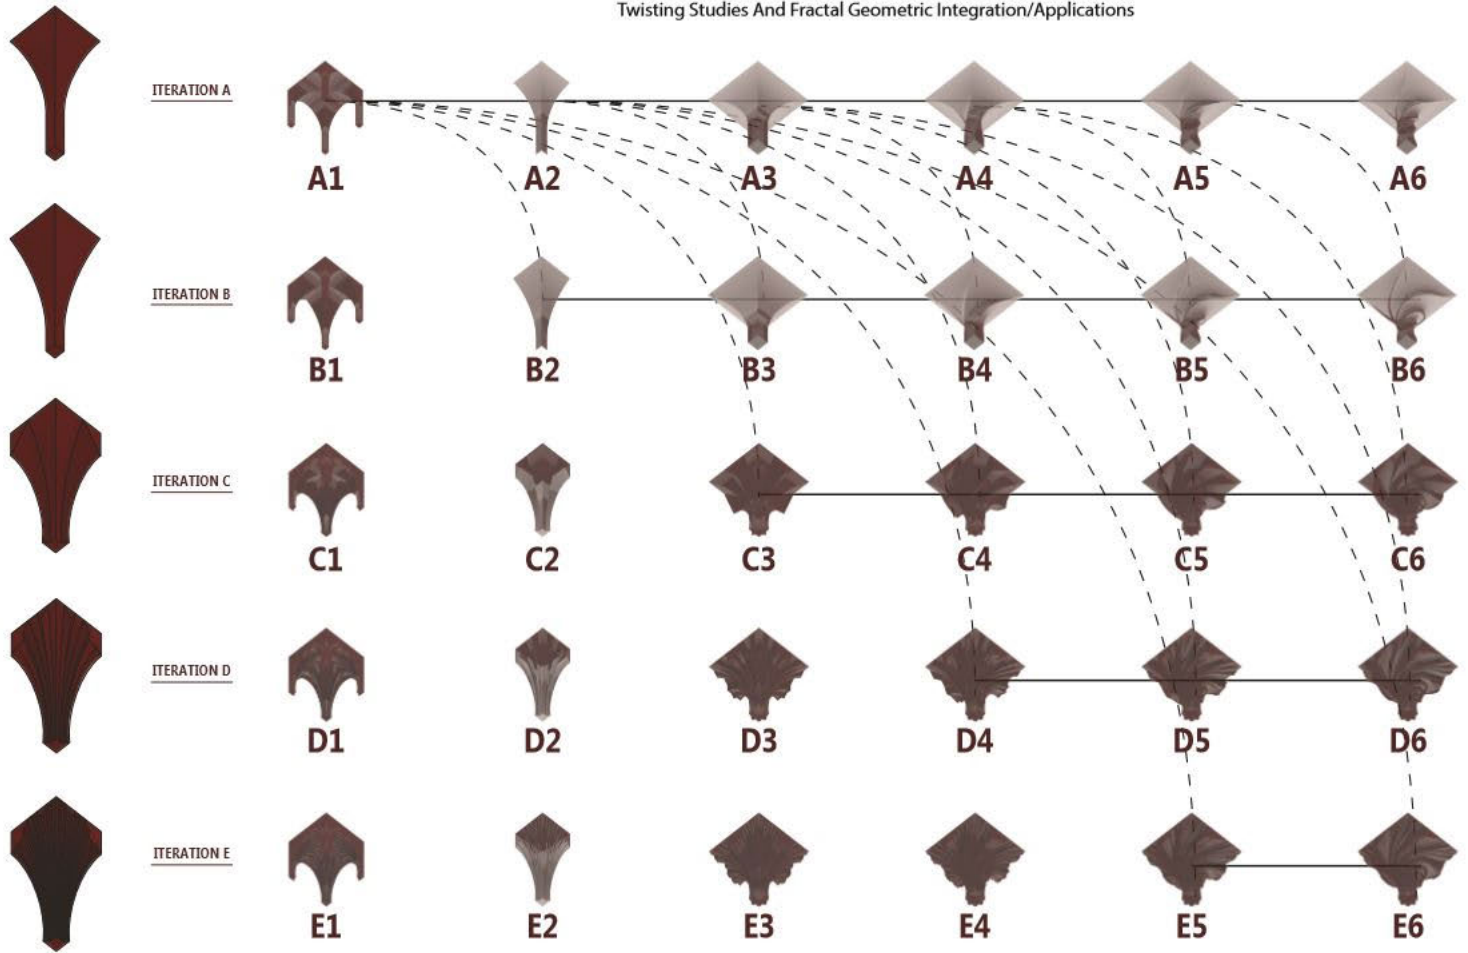 Twisting Studies And Fractal Geometric Integration/Applications
ITERATION A
A1 A2 A3 A4 A5 A6
ITERATION B
B1 B2 B3 B4 B5 B6
ITERATION C
C1 C2 C3 C4 C5 C6
ITERATION D
D1 D2 D3 D4 D5 D6
ITERATION E
E1 E2 E3 E4 E5 E6